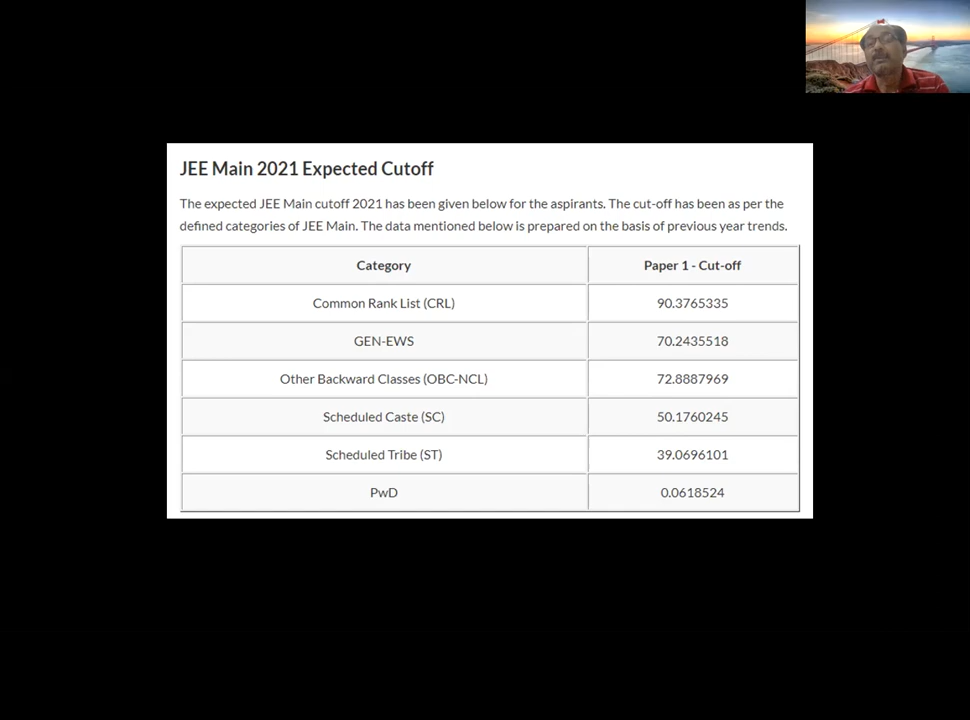 JEE Main 2021 Expected Cutoff
The expected JEE Main cutoff 2021 has been given below for the aspirants. The cut-off has been as per the
defined categories of JEE Main. The data mentioned below is prepared on the basis of previous year trends.
Category Paper 1 - Cut-off
Common Rank List (CRL) 90.3765335
GEN-EWS 70.2435518
Other Backward Classes (OBC-NCL) 72.8887969
Scheduled Caste (SC) 50.1760245
Scheduled Tribe (ST) 39.0696101
PwD 0.0618524